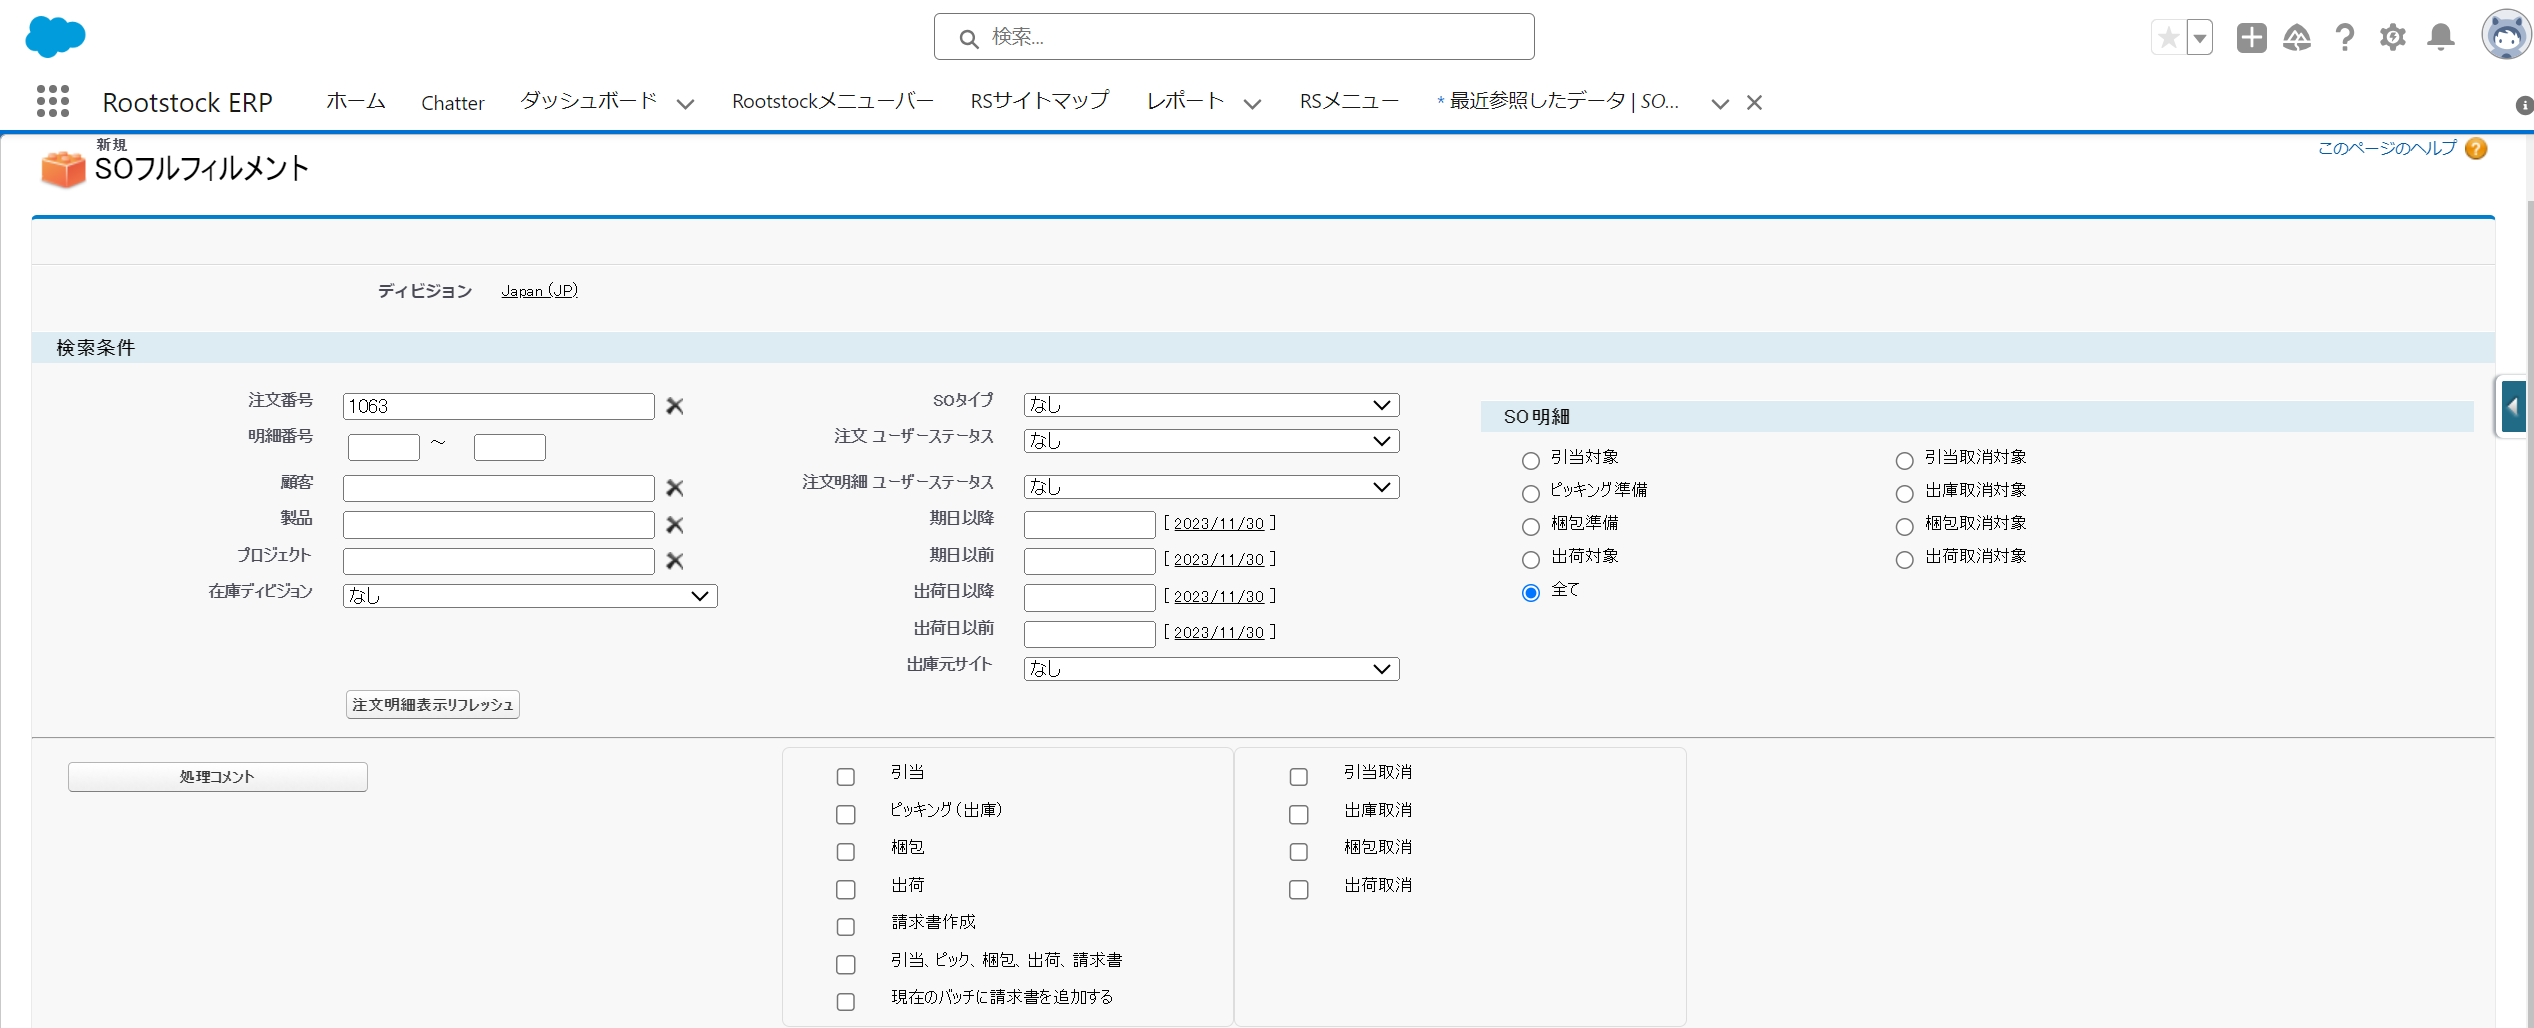 検索...
Rootstock ERP
ホーム
Chatter
ダッシュボード
Rootstockメニューバー
RSサイトマップ
レポート
RSメニュー
* 最近参照したデータ | SO...
新規
SOフルフィルメント
このページのヘルプ
ディビジョン Japan (JP)
検索条件
注文番号 1063
明細番号 ～
顧客
製品
プロジェクト
在庫ディビジョン なし
注文明細表示リフレッシュ
SOタイプ なし
注文 ユーザーステータス なし
注文明細 ユーザーステータス なし
期日以降 [ 2023/11/30 ]
期日以前 [ 2023/11/30 ]
出荷日以降 [ 2023/11/30 ]
出荷日以前 [ 2023/11/30 ]
出庫元サイト なし
SO明細
引当対象 引当取消対象
ピッキング準備 出庫取消対象
梱包準備 梱包取消対象
出荷対象 出荷取消対象
全て
処理コメント
引当
ピッキング（出庫）
梱包
出荷
請求書作成
引当、ピック、梱包、出荷、請求書
現在のバッチに請求書を追加する
引当取消
出庫取消
梱包取消
出荷取消